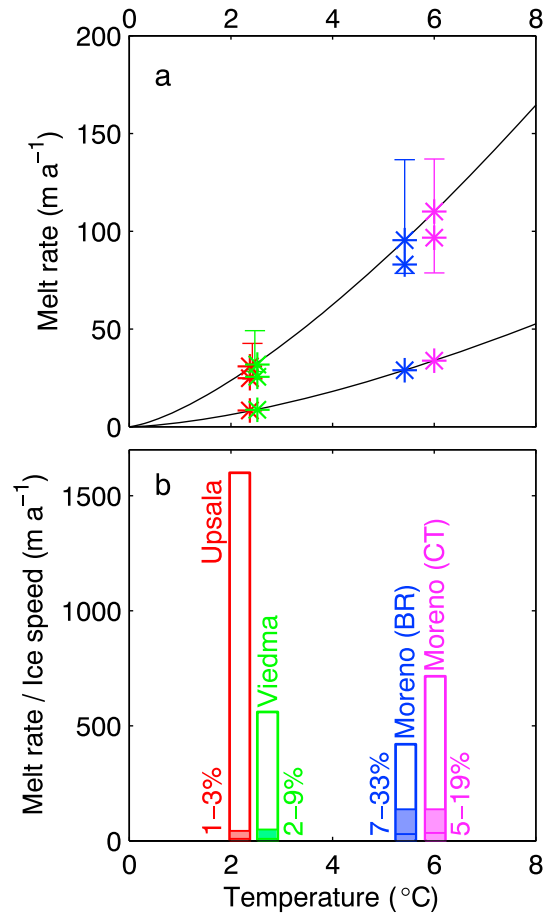 0 2 4 6 8
200
a
150
100
50
0
Melt rate (m a⁻¹)
b
1500
1000
500
0
Melt rate / Ice speed (m a⁻¹)
Upsala
Viedma
Moreno (BR)
Moreno (CT)
1−3%
2−9%
7−33%
5−19%
0 2 4 6 8
Temperature (°C)